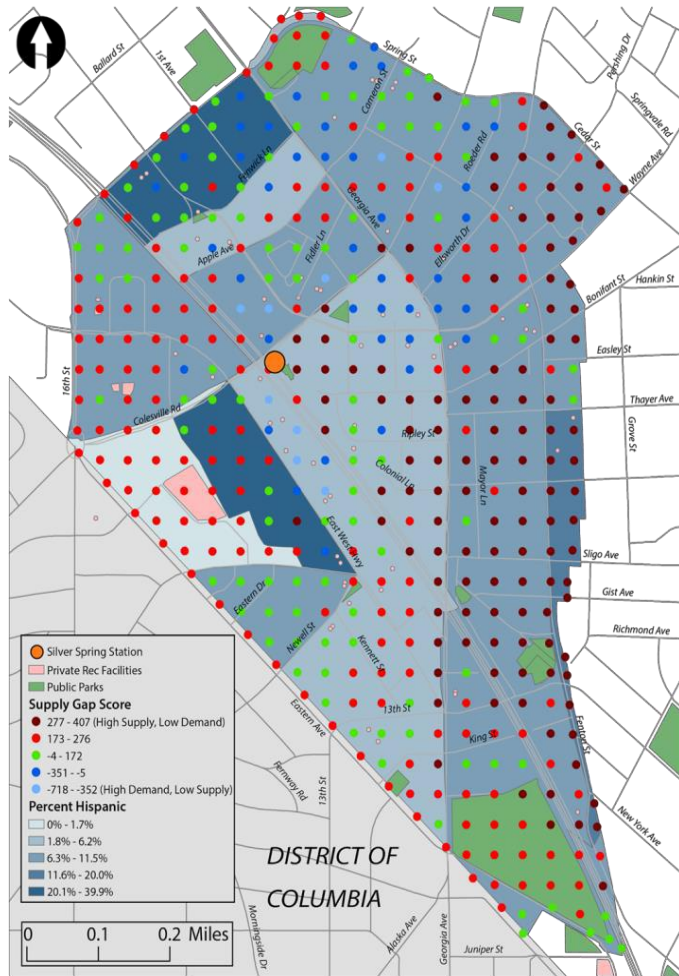 Ballard St
1st Ave
Spring St
Pershing Dr
Springvale Rd
Cameron St
Cedar St
Roeder Rd
Wayne Ave
Fenwick Ln
Georgia Ave
Apple Ave
Fidler Ln
Ellsworth Dr
Bonifant St
Hankin St
Easley St
16th St
Thayer Ave
Colesville Rd
Ripley St
Grove St
Colonial Ln
Mayor Ln
East West Hwy
Sligo Ave
Eastern Dr
Gist Ave
Newell St
Richmond Ave
Kennett St
Silver Spring Station
Private Rec Facilities
Public Parks
Supply Gap Score
277 - 407 (High Supply, Low Demand)
173 - 276
-4 - 172
-351 - -5
-718 - -352 (High Demand, Low Supply)
Percent Hispanic
0% - 1.7%
1.8% - 6.2%
6.3% - 11.5%
11.6% - 20.0%
20.1% - 39.9%
13th St
Eastern Ave
King St
Fenton St
Fernway Rd
13th St
New York Ave
DISTRICT OF
COLUMBIA
Morningside Dr
Alaska Ave
Georgia Ave
Juniper St
0 0.1 0.2 Miles